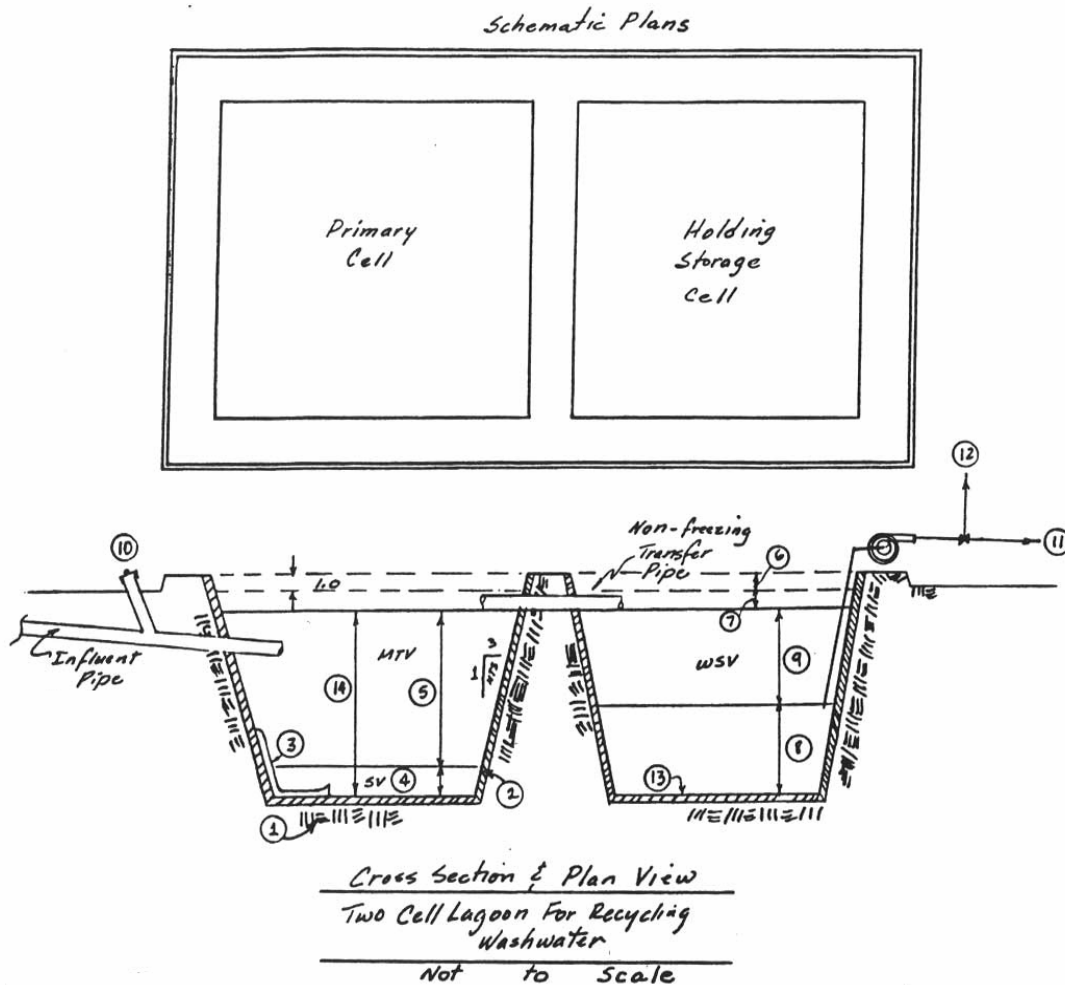 Schematic Plans
Primary
Cell
Holding
Storage
Cell
12
Non-freezing
Transfer
Pipe
6
10
11
1.0
7
Influent
Pipe
MTV
3
1
WSV
14
5
9
3
SV
4
2
13
8
1
Cross Section & Plan View
Two Cell Lagoon For Recycling
Washwater
Not to Scale